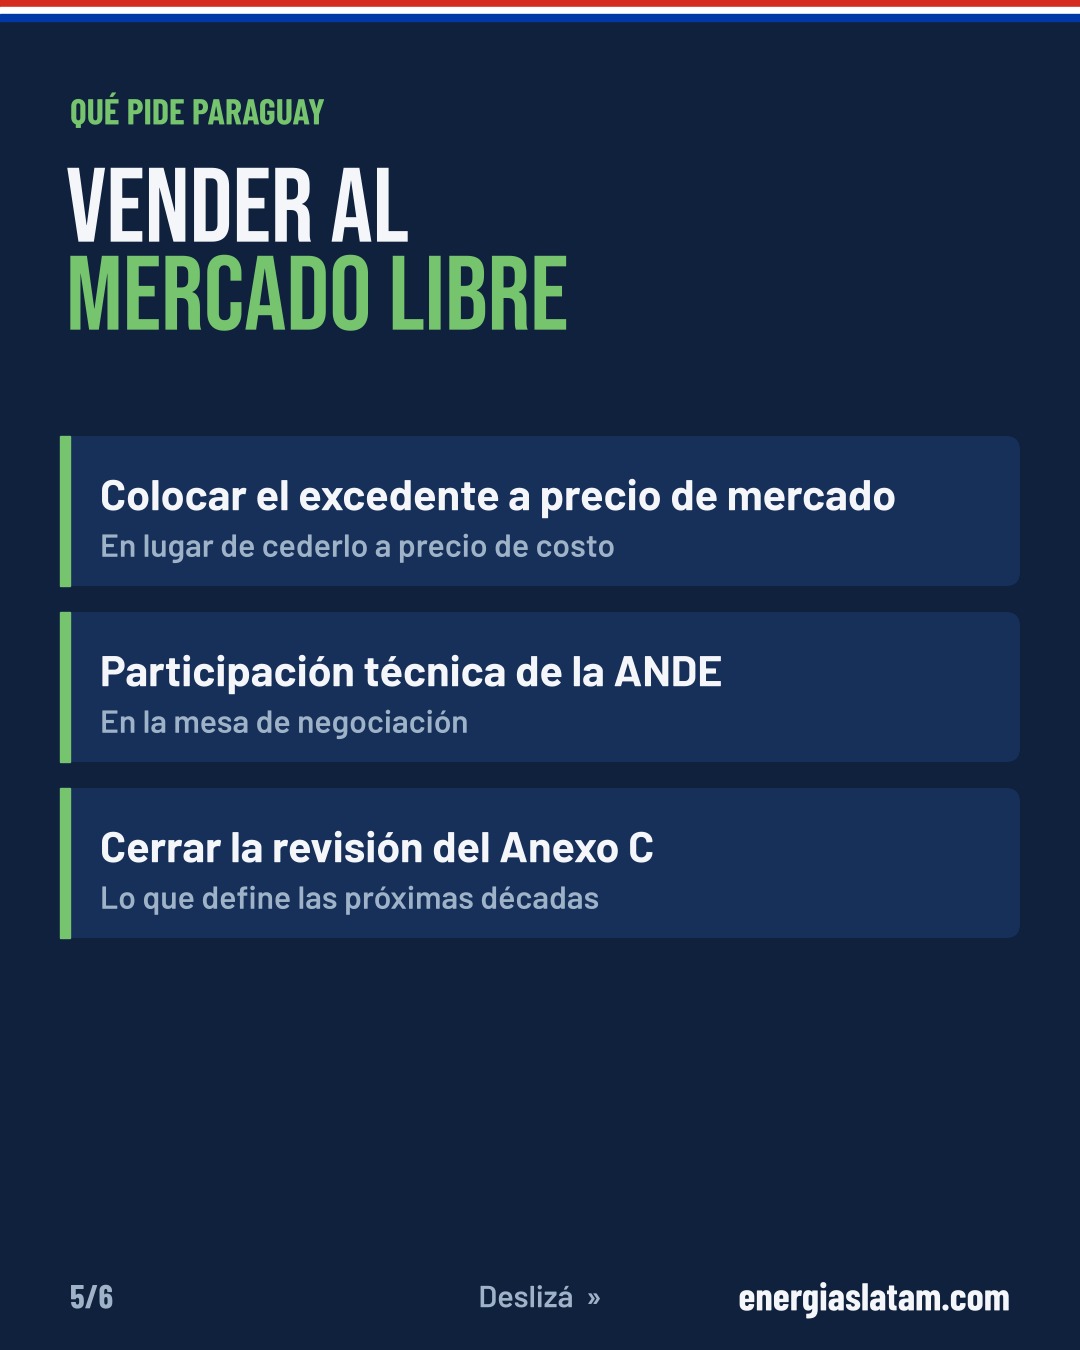 QUÉ PIDE PARAGUAY
VENDER AL
MERCADO LIBRE
Colocar el excedente a precio de mercado
En lugar de cederlo a precio de costo
Participación técnica de la ANDE
En la mesa de negociación
Cerrar la revisión del Anexo C
Lo que define las próximas décadas
5/6
Deslizá »
energiaslatam.com